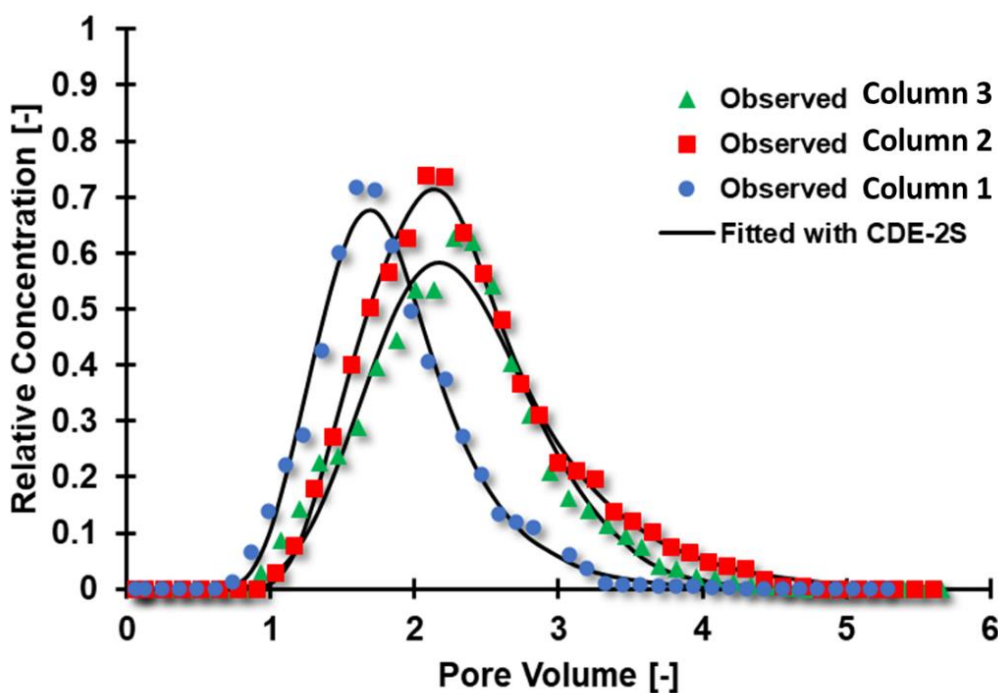 1
0.9
0.8
0.7
0.6
0.5
0.4
0.3
0.2
0.1
0
Relative Concentration [-]
Observed Column 3
Observed Column 2
Observed Column 1
Fitted with CDE-2S
0 1 2 3 4 5 6
Pore Volume [-]